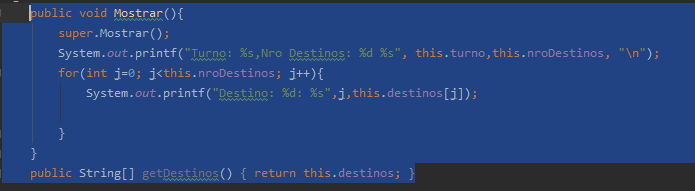 public void Mostrar(){
super.Mostrar();
System.out.printf("Turno: %s,Nro Destinos: %d %s", this.turno,this.nroDestinos, "\n");
for(int j=0; j<this.nroDestinos; j++){
System.out.printf("Destino: %d: %s",j,this.destinos[j]);
}
}
public String[] getDestinos() { return this.destinos; }